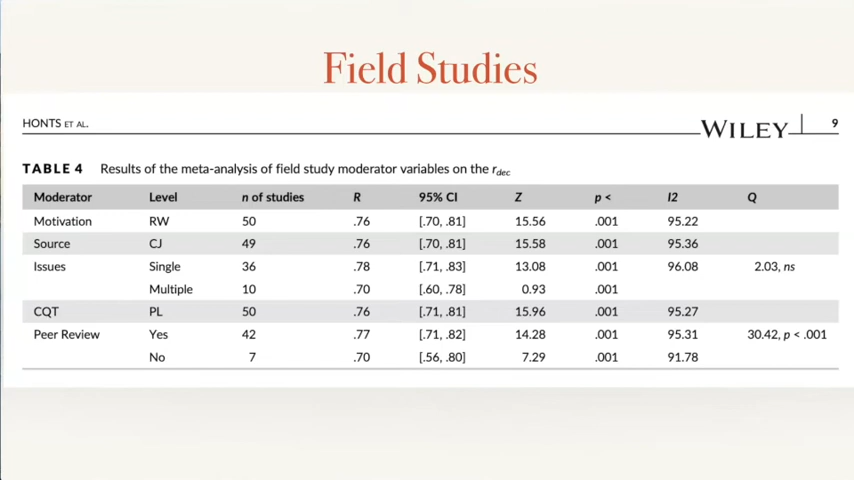 Field Studies
HONTS ET AL.
WILEY 9
TABLE 4 Results of the meta-analysis of field study moderator variables on the rdec
Moderator Level n of studies R 95% CI Z p < I2 Q
Motivation RW 50 .76 [.70, .81] 15.56 .001 95.22
Source CJ 49 .76 [.70, .81] 15.58 .001 95.36
Issues Single 36 .78 [.71, .83] 13.08 .001 96.08 2.03, ns
Multiple 10 .70 [.60, .78] 0.93 .001
CQT PL 50 .76 [.71, .81] 15.96 .001 95.27
Peer Review Yes 42 .77 [.71, .82] 14.28 .001 95.31 30.42, p < .001
No 7 .70 [.56, .80] 7.29 .001 91.78